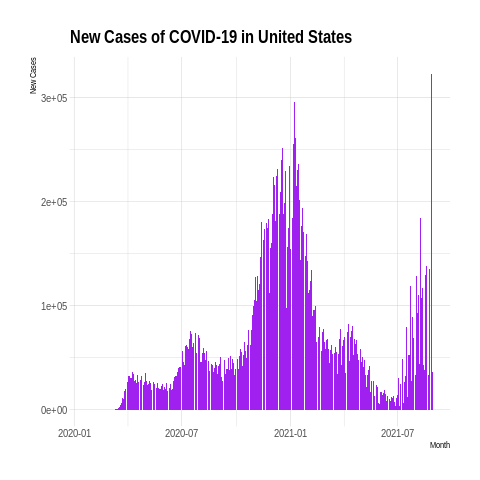 New Cases of COVID-19 in United States
New Cases
3e+05
2e+05
1e+05
0e+00
2020-01 2020-07 2021-01 2021-07
Month